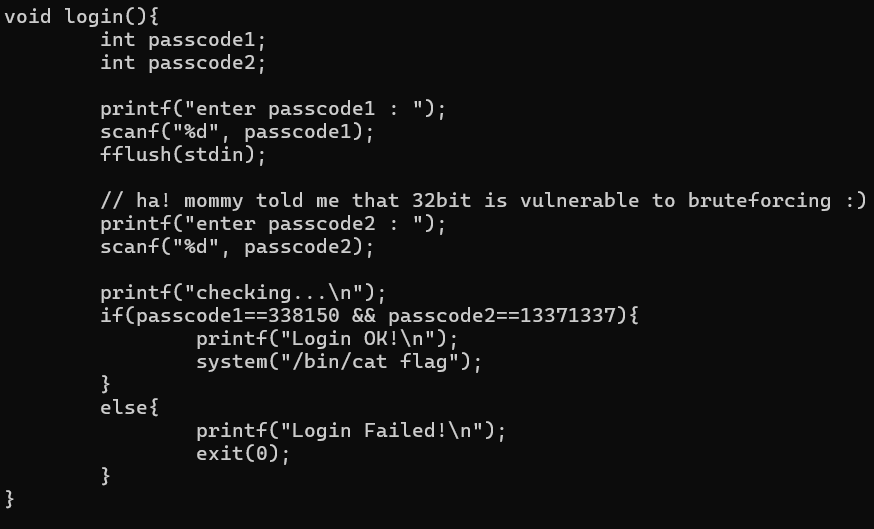 void login(){
        int passcode1;
        int passcode2;

        printf("enter passcode1 : ");
        scanf("%d", passcode1);
        fflush(stdin);

        // ha! mommy told me that 32bit is vulnerable to bruteforcing :)
        printf("enter passcode2 : ");
        scanf("%d", passcode2);

        printf("checking...\n");
        if(passcode1==338150 && passcode2==13371337){
                printf("Login OK!\n");
                system("/bin/cat flag");
        }
        else{
                printf("Login Failed!\n");
                exit(0);
        }
}